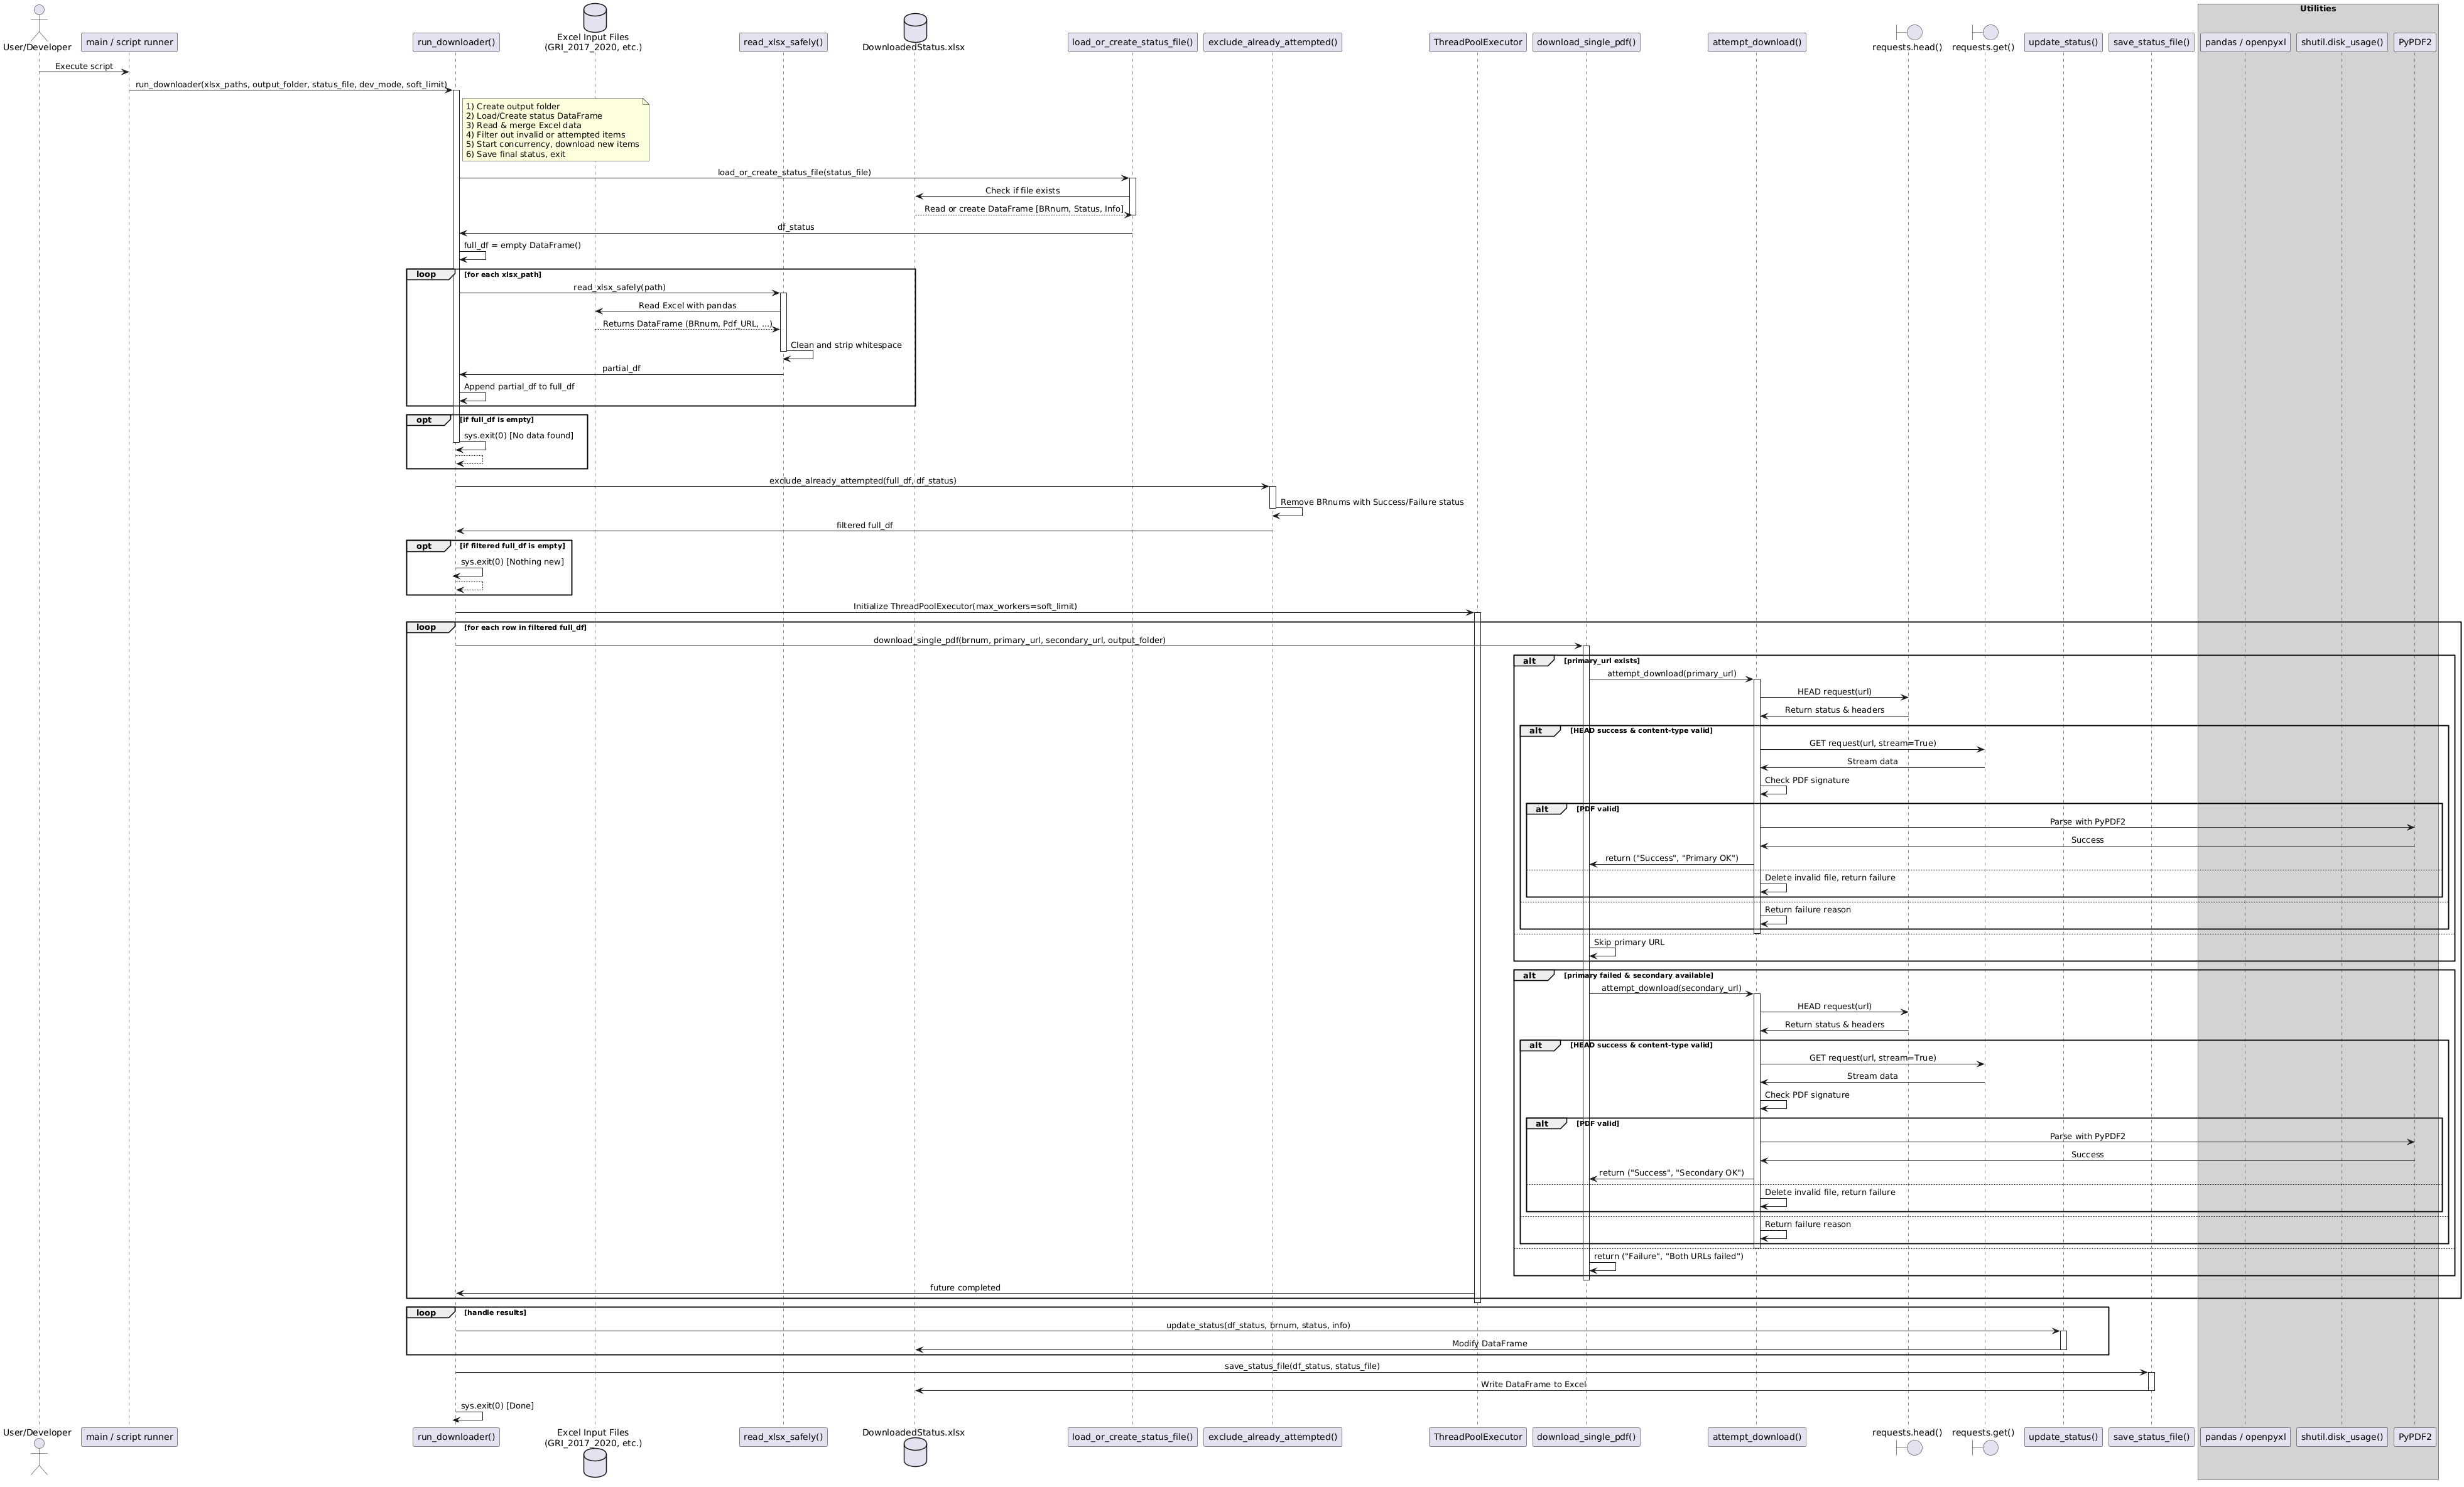 Utilities
User/Developer
main / script runner
run_downloader()
Excel Input Files
(GRI_2017_2020, etc.)
read_xlsx_safely()
DownloadedStatus.xlsx
load_or_create_status_file()
exclude_already_attempted()
ThreadPoolExecutor
download_single_pdf()
attempt_download()
requests.head()
requests.get()
update_status()
save_status_file()
pandas / openpyxl
shutil.disk_usage()
PyPDF2
Execute script
run_downloader(xlsx_paths, output_folder, status_file, dev_mode, soft_limit)
1) Create output folder
2) Load/Create status DataFrame
3) Read & merge Excel data
4) Filter out invalid or attempted items
5) Start concurrency, download new items
6) Save final status, exit
load_or_create_status_file(status_file)
Check if file exists
Read or create DataFrame [BRnum, Status, Info]
df_status
full_df = empty DataFrame()
loop [for each xlsx_path]
read_xlsx_safely(path)
Read Excel with pandas
Returns DataFrame (BRnum, Pdf_URL, ...)
Clean and strip whitespace
partial_df
Append partial_df to full_df
opt [if full_df is empty]
sys.exit(0) [No data found]
exclude_already_attempted(full_df, df_status)
Remove BRnums with Success/Failure status
filtered full_df
opt [if filtered full_df is empty]
sys.exit(0) [Nothing new]
Initialize ThreadPoolExecutor(max_workers=soft_limit)
loop [for each row in filtered full_df]
download_single_pdf(brnum, primary_url, secondary_url, output_folder)
alt [primary_url exists]
attempt_download(primary_url)
HEAD request(url)
Return status & headers
alt [HEAD success & content-type valid]
GET request(url, stream=True)
Stream data
Check PDF signature
alt [PDF valid]
Parse with PyPDF2
Success
return ("Success", "Primary OK")
Delete invalid file, return failure
Return failure reason
Skip primary URL
alt [primary failed & secondary available]
attempt_download(secondary_url)
HEAD request(url)
Return status & headers
alt [HEAD success & content-type valid]
GET request(url, stream=True)
Stream data
Check PDF signature
alt [PDF valid]
Parse with PyPDF2
Success
return ("Success", "Secondary OK")
Delete invalid file, return failure
Return failure reason
return ("Failure", "Both URLs failed")
future completed
loop [handle results]
update_status(df_status, brnum, status, info)
Modify DataFrame
save_status_file(df_status, status_file)
Write DataFrame to Excel
sys.exit(0) [Done]
User/Developer
main / script runner
run_downloader()
Excel Input Files
(GRI_2017_2020, etc.)
read_xlsx_safely()
DownloadedStatus.xlsx
load_or_create_status_file()
exclude_already_attempted()
ThreadPoolExecutor
download_single_pdf()
attempt_download()
requests.head()
requests.get()
update_status()
save_status_file()
pandas / openpyxl
shutil.disk_usage()
PyPDF2